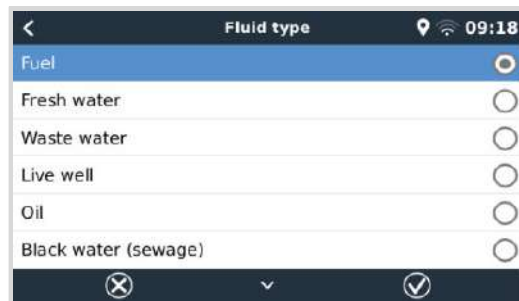 Fluid type 09:18
Fuel
Fresh water
Waste water
Live well
Oil
Black water (sewage)